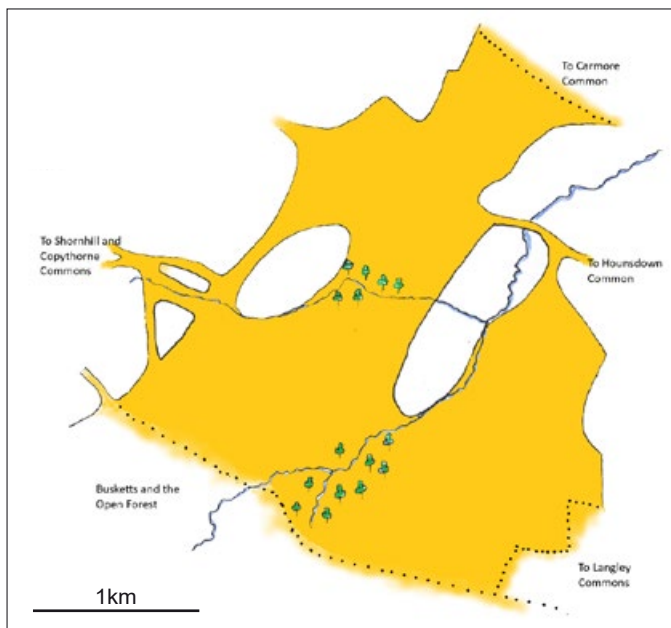 To Carmore
Common
To Shornhill and
Copythorne
Commons
To Hounsdown
Common
Busketts and the
Open Forest
To Langley
Commons
1km